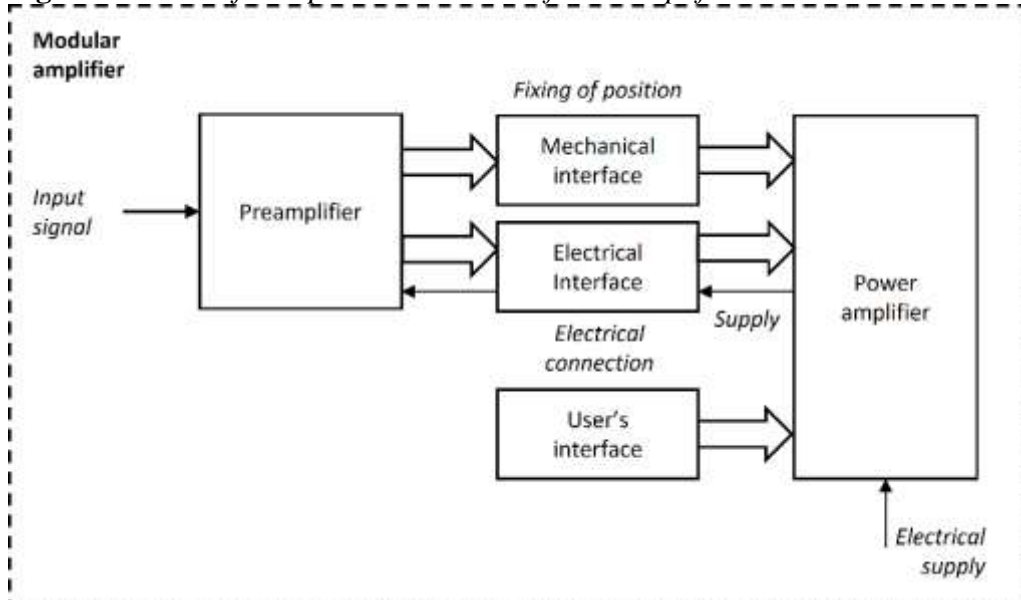 Modular
amplifier
Fixing of position
Mechanical
interface
Input
signal
Preamplifier
Electrical
Interface
Power
amplifier
Supply
Electrical
connection
User's
interface
Electrical
supply